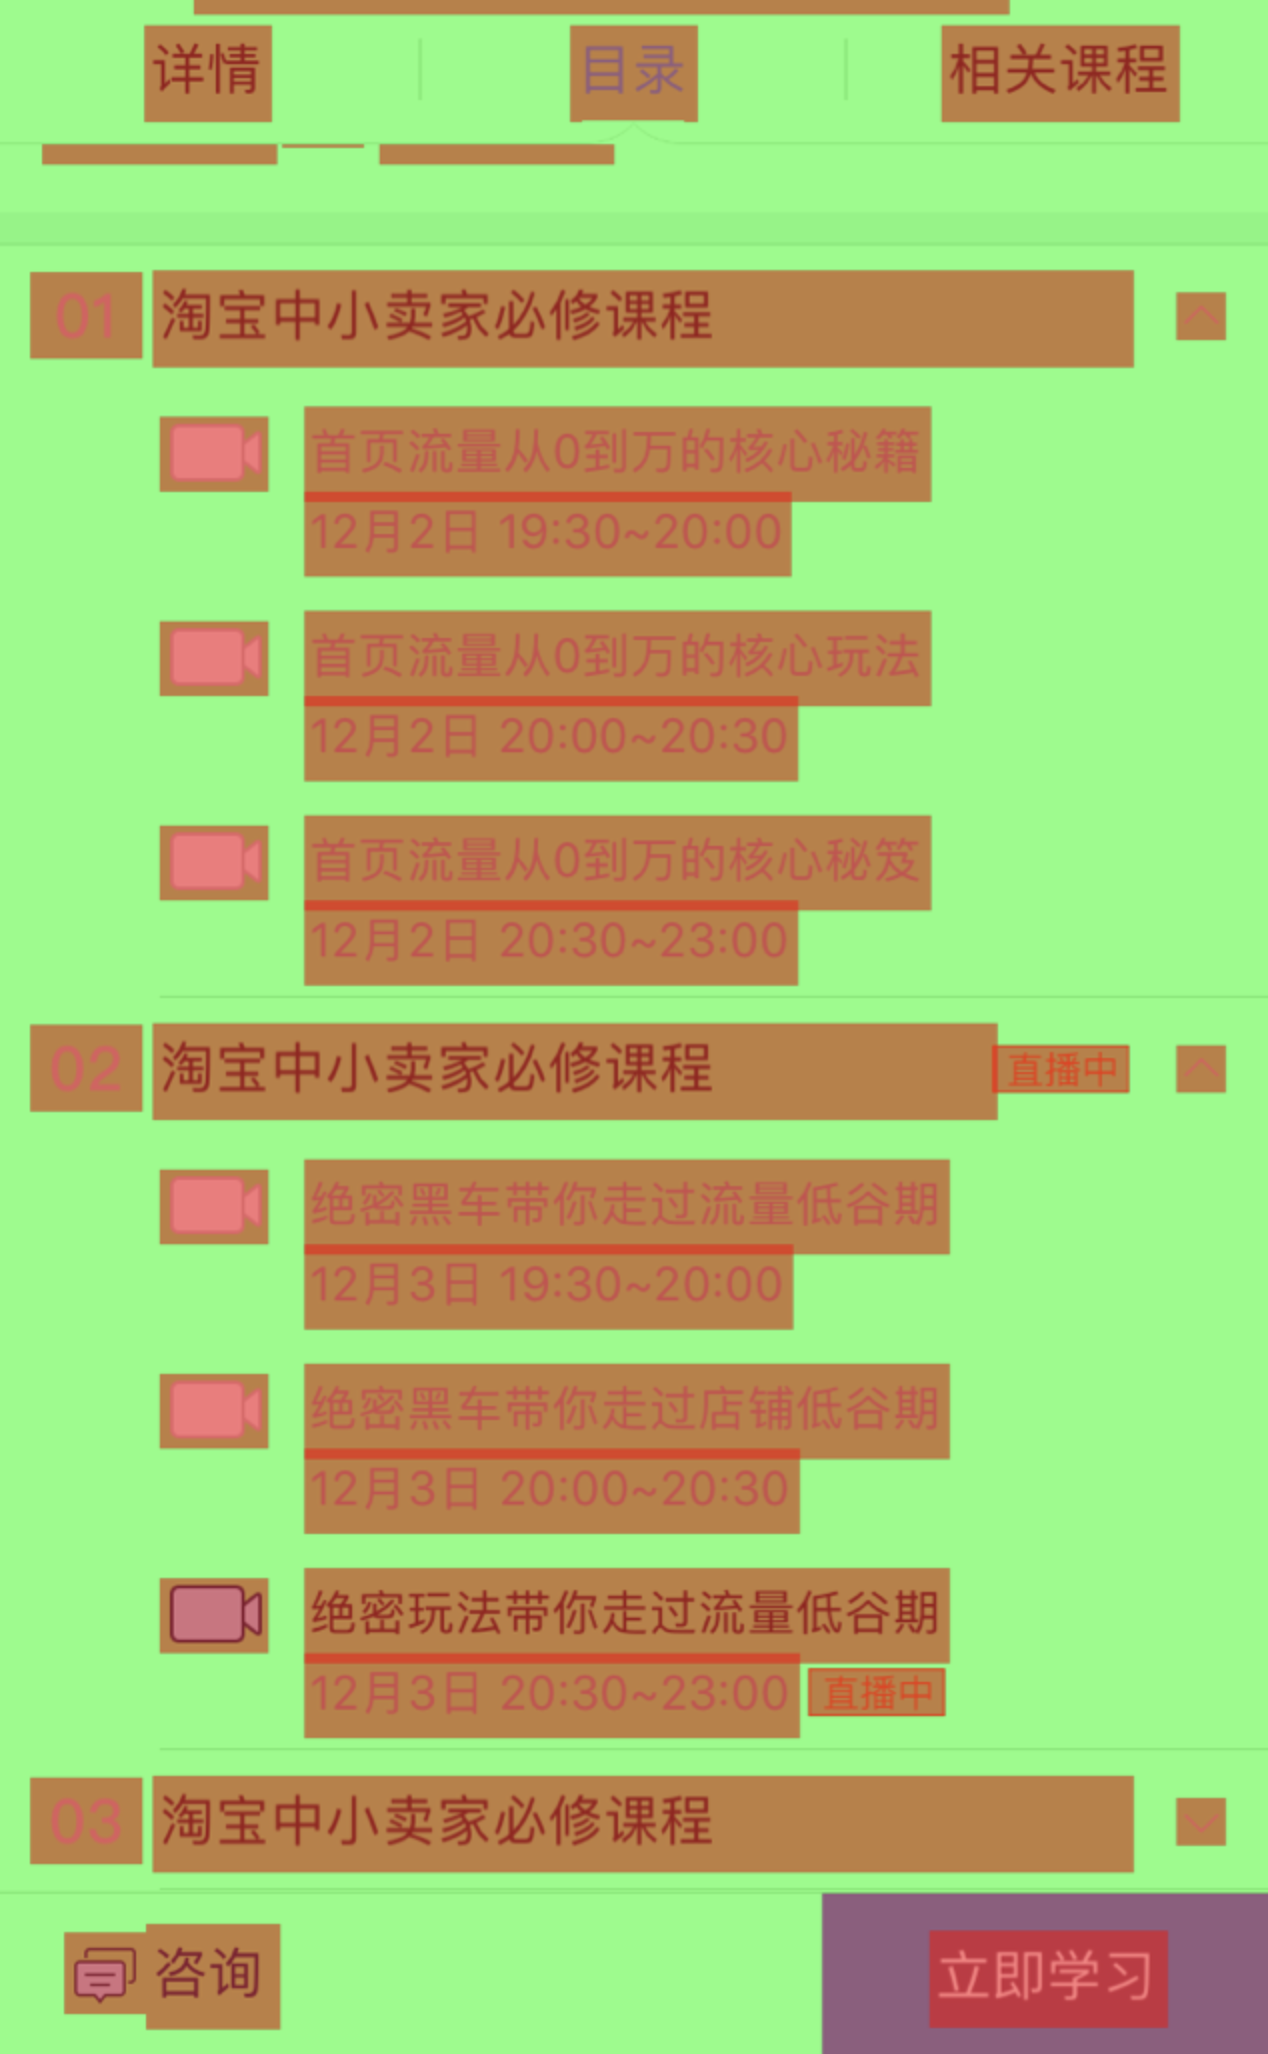 详情 目录 相关课程
01 淘宝中小卖家必修课程
首页流量从0到万的核心秘籍
12月2日 19:30~20:00
首页流量从0到万的核心玩法
12月2日 20:00~20:30
首页流量从0到万的核心秘笈
12月2日 20:30~23:00
02 淘宝中小卖家必修课程 直播中
绝密黑车带你走过流量低谷期
12月3日 19:30~20:00
绝密黑车带你走过店铺低谷期
12月3日 20:00~20:30
绝密玩法带你走过流量低谷期
12月3日 20:30~23:00 直播中
03 淘宝中小卖家必修课程
咨询 立即学习